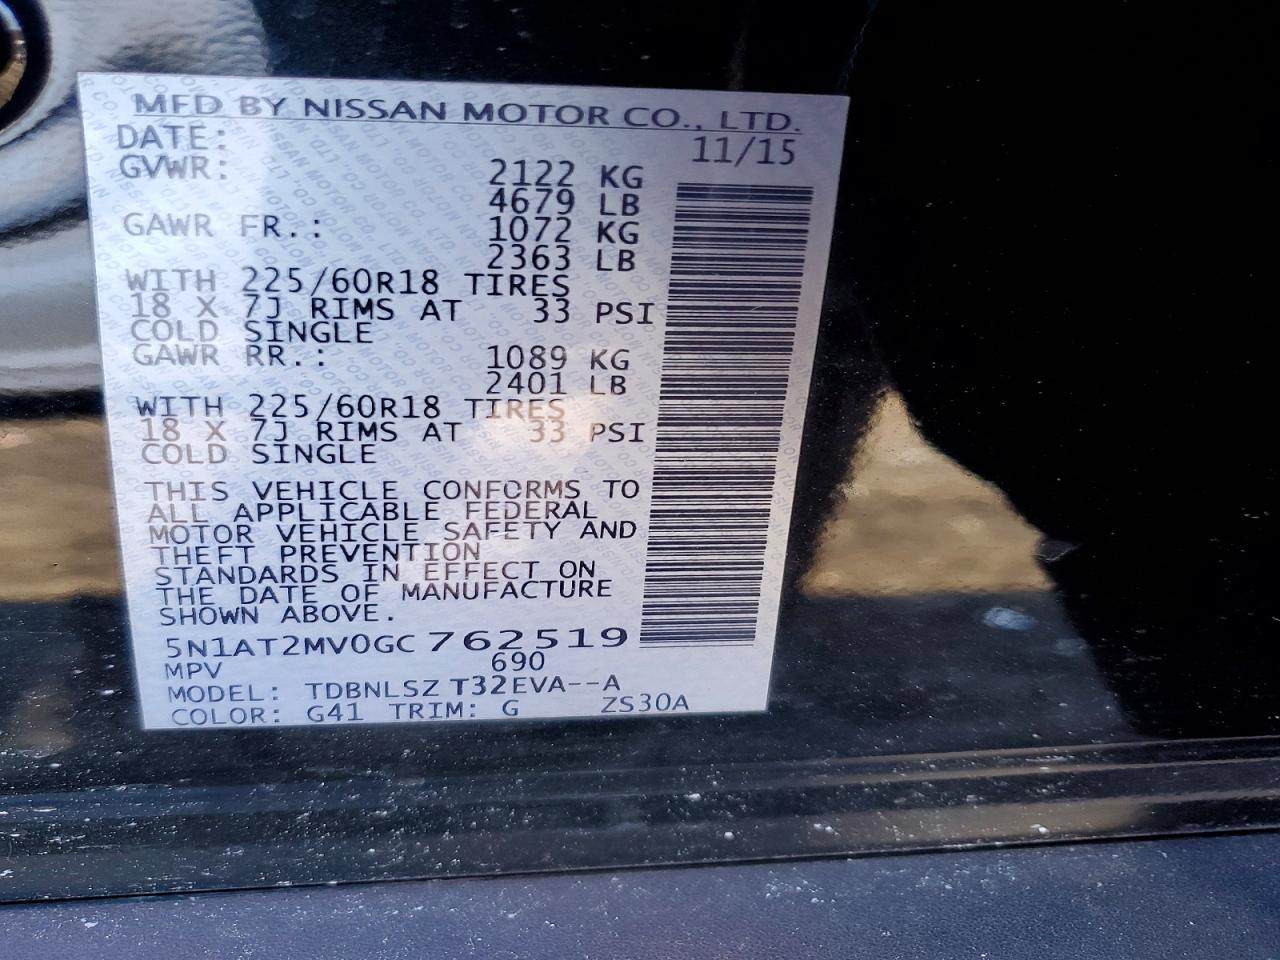 MFD BY NISSAN MOTOR CO., LTD.
DATE: 11/15
GVWR: 2122 KG
4679 LB
GAWR FR.: 1072 KG
2363 LB
WITH 225/60R18 TIRES
18 X 7J RIMS AT 33 PSI
COLD SINGLE
GAWR RR.: 1089 KG
2401 LB
WITH 225/60R18 TIRES
18 X 7J RIMS AT 33 PSI
COLD SINGLE
THIS VEHICLE CONFORMS TO
ALL APPLICABLE FEDERAL
MOTOR VEHICLE SAFETY AND
THEFT PREVENTION
STANDARDS IN EFFECT ON
THE DATE OF MANUFACTURE
SHOWN ABOVE.
5N1AT2MV0GC 762519
MPV 690
MODEL: TDBNLSZ T32EVA--A
COLOR: G41 TRIM: G ZS30A